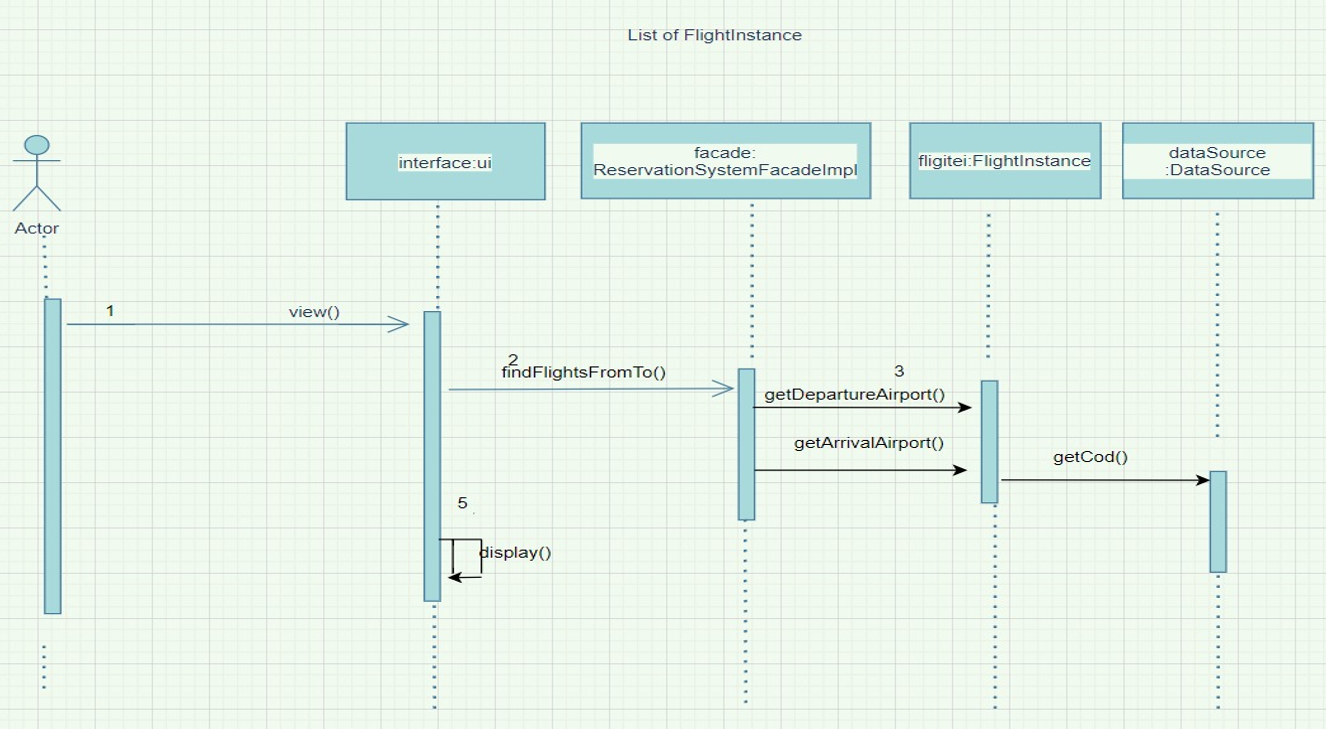 List of FlightInstance
interface:ui
facade:
ReservationSystemFacadeImpl
fligitei:FlightInstance
dataSource
:DataSource
Actor
1
view()
2
findFlightsFromTo()
3
getDepartureAirport()
getArrivalAirport()
getCod()
5
display()